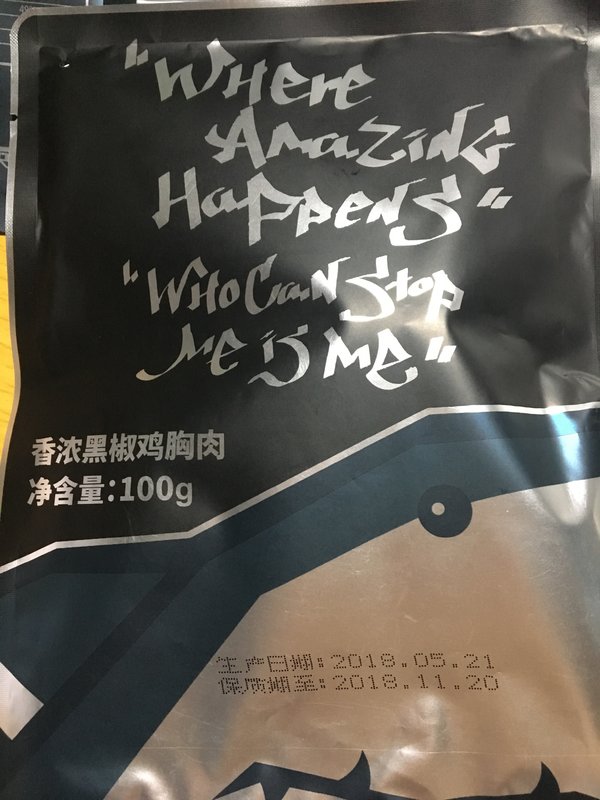 "WHere
AmaZiNG
HaPPeNS"
"WHo CaN Stop
Me iS Me"
香浓黑椒鸡胸肉
净含量:100g
生产日期:2018.05.21
保质期至:2018.11.20